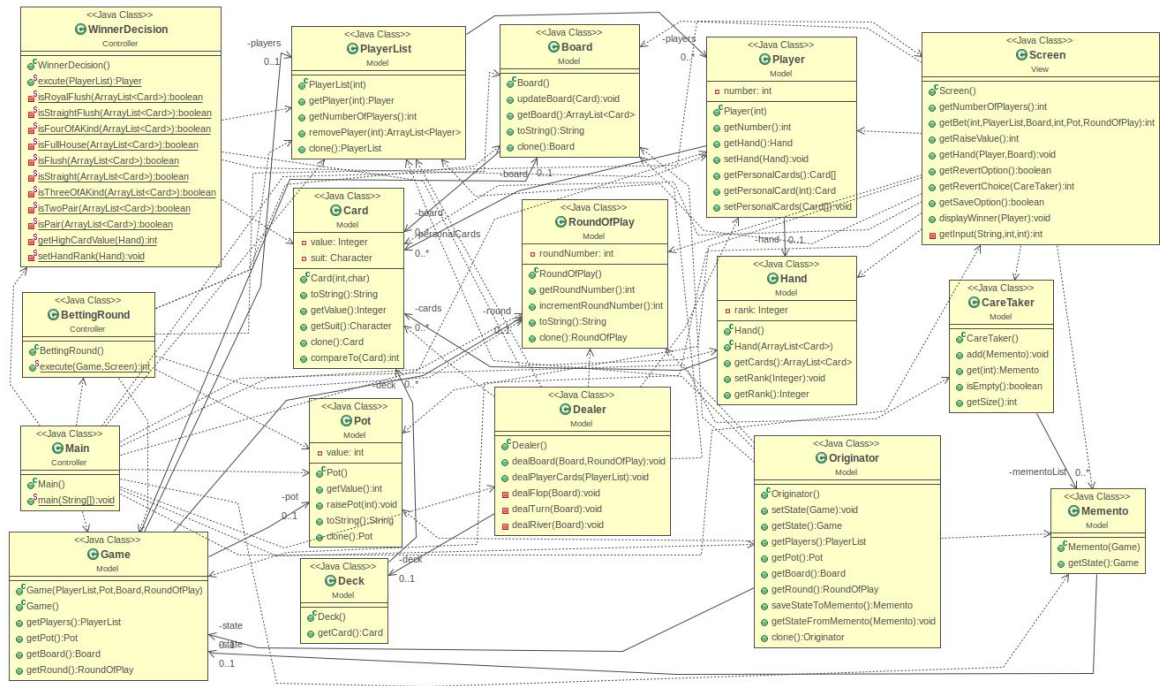 <<Java Class>>
WinnerDecision
Controller
WinnerDecision()
excute(PlayerList):Player
isRoyalFlush(ArrayList<Card>):boolean
isStraightFlush(ArrayList<Card>):boolean
isFourOfAKind(ArrayList<Card>):boolean
isFullHouse(ArrayList<Card>):boolean
isFlush(ArrayList<Card>):boolean
isStraight(ArrayList<Card>):boolean
isThreeOfAKind(ArrayList<Card>):boolean
isTwoPair(ArrayList<Card>):boolean
isPair(ArrayList<Card>):boolean
getHighCardValue(Hand):int
setHandRank(Hand):void
-players
0..1
<<Java Class>>
PlayerList
Model
PlayerList(int)
getPlayer(int):Player
getNumberOfPlayers():int
removePlayer(int):ArrayList<Player>
clone():PlayerList
<<Java Class>>
Board
Model
Board()
updateBoard(Card):void
getBoard():ArrayList<Card>
toString():String
clone():Board
-players
0..*
<<Java Class>>
Player
Model
number: int
Player(int)
getNumber():int
getHand():Hand
setHand(Hand):void
getPersonalCards():Card[]
getPersonalCard(int):Card
setPersonalCards(Card[]):void
<<Java Class>>
Screen
View
Screen()
getNumberOfPlayers():int
getBet(int,PlayerList,Board,int,Pot,RoundOfPlay):int
getRaiseValue():int
getHand(Player,Board):void
getRevertOption():boolean
getRevertChoice(CareTaker):int
getSaveOption():boolean
displayWinner(Player):void
getInput(String,int,int):int
-board
0..1
<<Java Class>>
Card
Model
value: Integer
suit: Character
Card(int,char)
toString():String
getValue():Integer
getSuit():Character
clone():Card
compareTo(Card):int
-board
-personalCards
0..*
-cards
0..*
-round
0..1
<<Java Class>>
RoundOfPlay
Model
roundNumber: int
RoundOfPlay()
getRoundNumber():int
incrementRoundNumber():int
toString():String
clone():RoundOfPlay
-hand
0..1
<<Java Class>>
Hand
Model
rank: Integer
Hand()
Hand(ArrayList<Card>)
getCards():ArrayList<Card>
setRank(Integer):void
getRank():Integer
<<Java Class>>
CareTaker
Model
CareTaker()
add(Memento):void
get(int):Memento
isEmpty():boolean
getSize():int
<<Java Class>>
BettingRound
Controller
BettingRound()
execute(Game,Screen):int
-deck
0..*
<<Java Class>>
Pot
Model
value: int
Pot()
getValue():int
raisePot(int):void
toString():String
clone():Pot
<<Java Class>>
Dealer
Model
Dealer()
dealBoard(Board,RoundOfPlay):void
dealPlayerCards(PlayerList):void
dealFlop(Board):void
dealTurn(Board):void
dealRiver(Board):void
<<Java Class>>
Main
Controller
Main()
main(String[]):void
-pot
0..1
<<Java Class>>
Originator
Model
Originator()
setState(Game):void
getState():Game
getPlayers():PlayerList
getPot():Pot
getBoard():Board
getRound():RoundOfPlay
saveStateToMemento():Memento
getStateFromMemento(Memento):void
clone():Originator
-mementoList
0..*
<<Java Class>>
Memento
Model
Memento(Game)
getState():Game
<<Java Class>>
Game
Model
Game(PlayerList,Pot,Board,RoundOfPlay)
Game()
getPlayers():PlayerList
getPot():Pot
getBoard():Board
getRound():RoundOfPlay
<<Java Class>>
Deck
Model
Deck()
getCard():Card
-deck
0..1
-state
0..1
-state
0..1